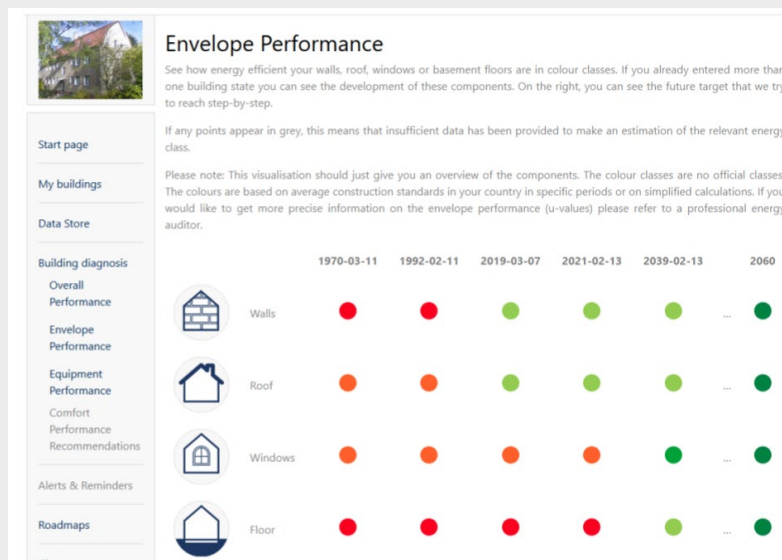 Envelope Performance
See how energy efficient your walls, roof, windows or basement floors are in colour classes. If you already entered more than
one building state you can see the development of these components. On the right, you can see the future target that we try
to reach step-by-step.
If any points appear in grey, this means that insufficient data has been provided to make an estimation of the relevant energy
class.
Please note: This visualisation should just give you an overview of the components. The colour classes are no official classes.
The colours are based on average construction standards in your country in specific periods or on simplified calculations. If you
would like to get more precise information on the envelope performance (u-values) please refer to a professional energy
auditor.
Start page
My buildings
Data Store
Building diagnosis
Overall
Performance
Envelope
Performance
Equipment
Performance
Comfort
Performance
Recommendations
Alerts & Reminders
Roadmaps
1970-03-11 1992-02-11 2019-03-07 2021-02-13 2039-02-13 2060
Walls ...
Roof ...
Windows ...
Floor ...